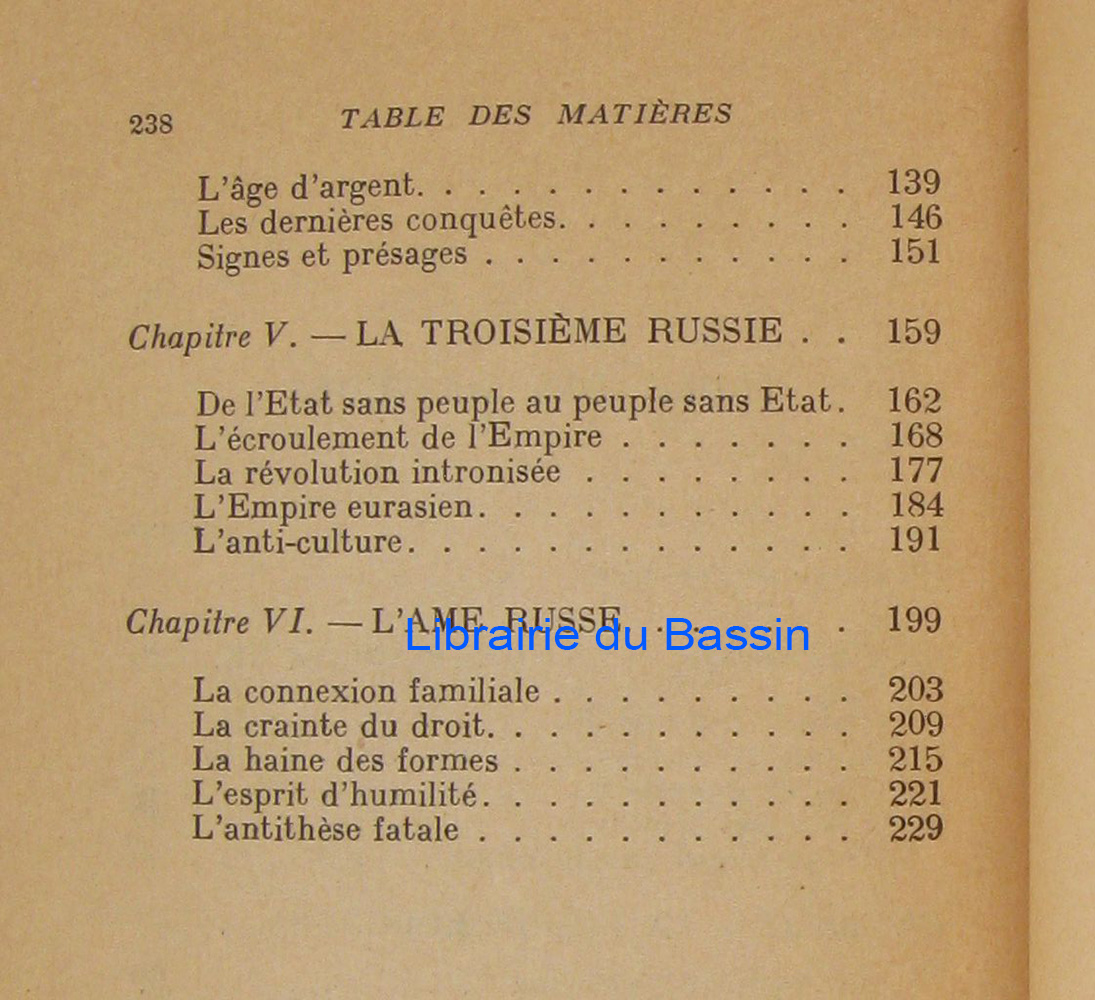 238 TABLE DES MATIÈRES
L'âge d'argent. . . . . . . . . . . . . 139
Les dernières conquêtes. . . . . . . . . 146
Signes et présages . . . . . . . . . . . 151
Chapitre V. — LA TROISIÈME RUSSIE . . 159
De l'Etat sans peuple au peuple sans Etat. 162
L'écroulement de l'Empire . . . . . . . 168
La révolution intronisée . . . . . . . . 177
L'Empire eurasien. . . . . . . . . . . 184
L'anti-culture. . . . . . . . . . . . . 191
Chapitre VI. — L'AME RUSSE . . . . . . 199
Librairie du Bassin
La connexion familiale . . . . . . . . . 203
La crainte du droit. . . . . . . . . . . 209
La haine des formes . . . . . . . . . . 215
L'esprit d'humilité. . . . . . . . . . . 221
L'antithèse fatale . . . . . . . . . . . 229